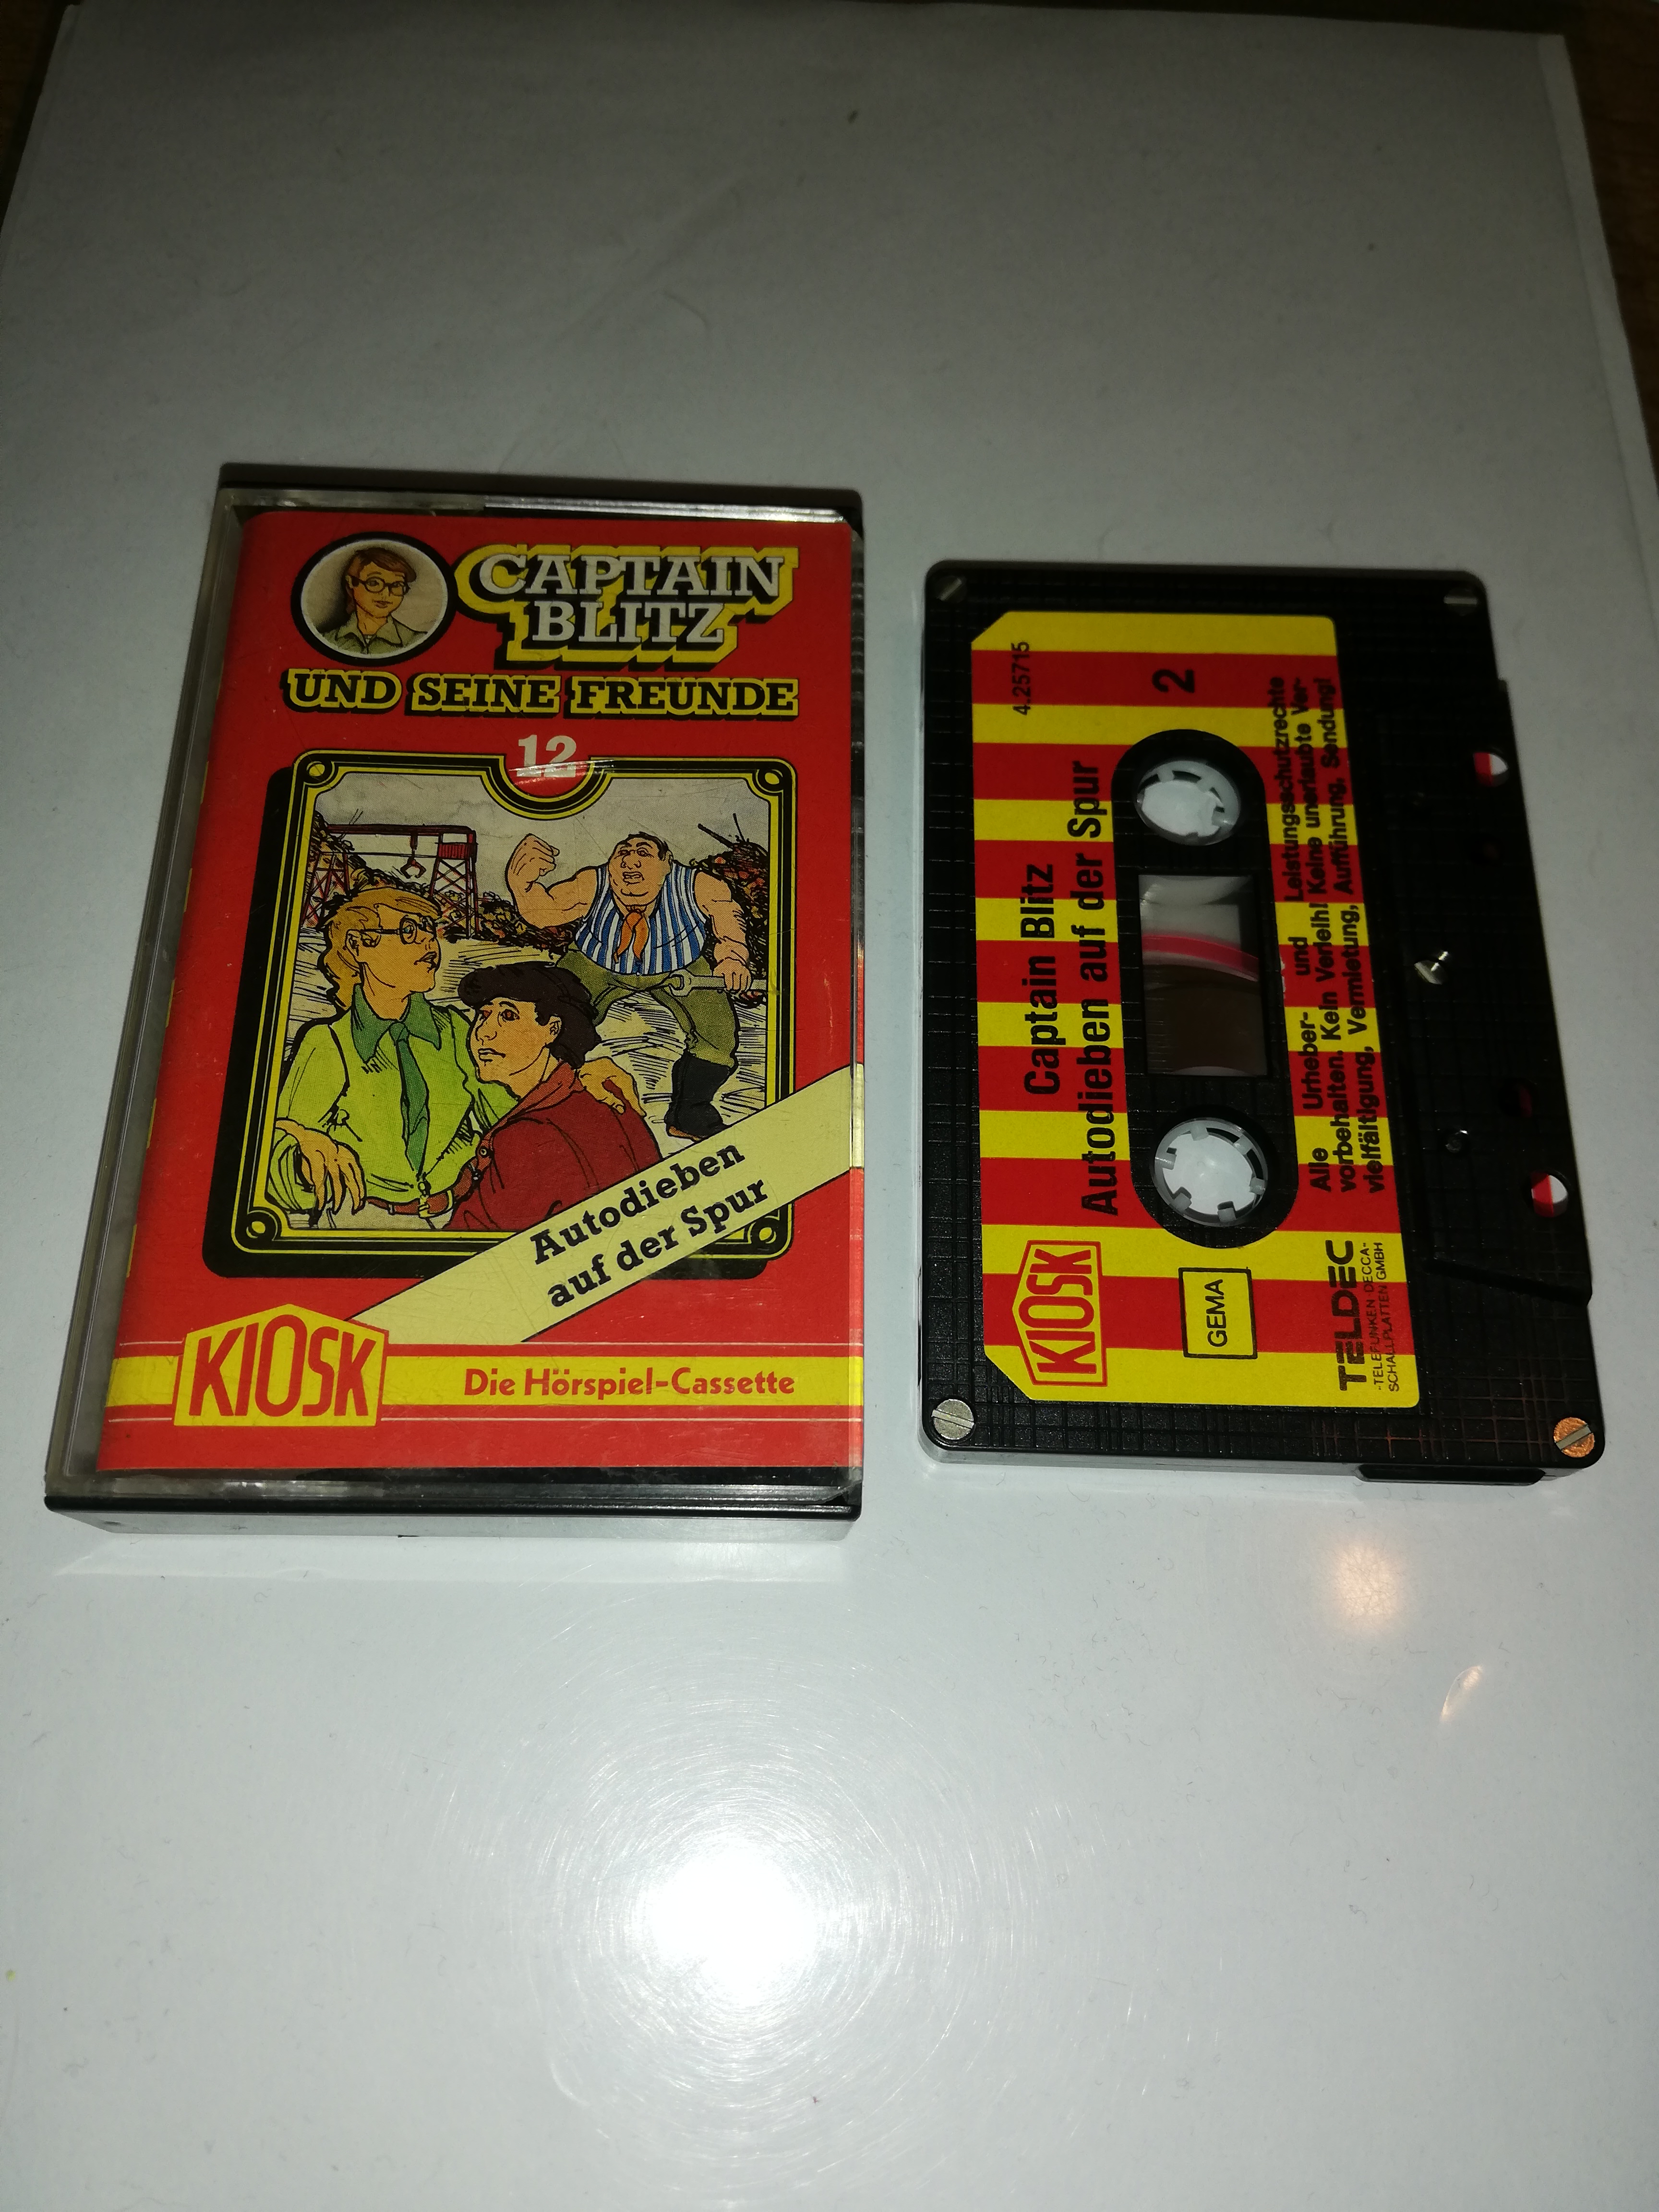 CAPTAIN
BLITZ
UND SEINE FREUNDE
12
Autodieben
auf der Spur
KIOSK
Die Hörspiel-Cassette
4.25715
2
Captain Blitz
Autodieben auf der Spur
KIOSK
GEMA
Alle Urheber- und Leistungsschutzrechte
vorbehalten. Kein Verleih! Keine unerlaubte Ver-
vielfältigung, Vermietung, Aufführung, Sendung!
TELDEC
»TELEFUNKEN-DECCA«
SCHALLPLATTEN GMBH